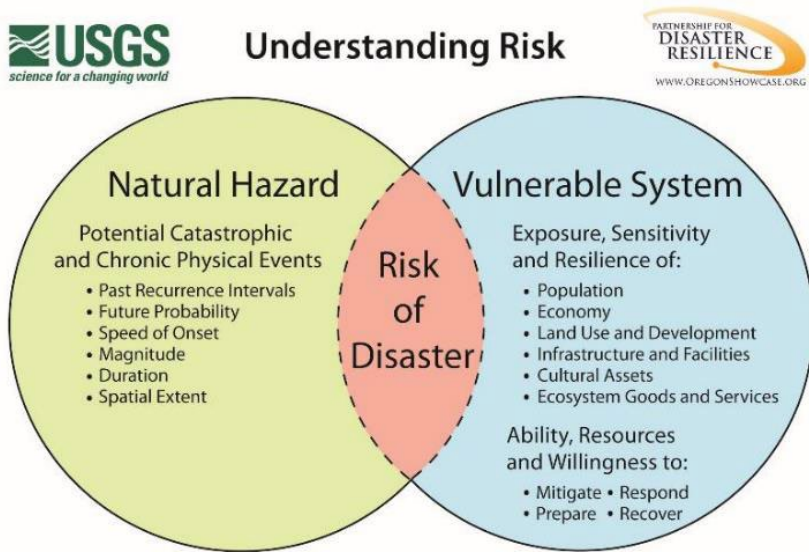 USGS
science for a changing world
Understanding Risk
PARTNERSHIP FOR
DISASTER
RESILIENCE
WWW.OREGONSHOWCASE.ORG
Natural Hazard
Potential Catastrophic
and Chronic Physical Events
• Past Recurrence Intervals
• Future Probability
• Speed of Onset
• Magnitude
• Duration
• Spatial Extent
Risk
of
Disaster
Vulnerable System
Exposure, Sensitivity
and Resilience of:
• Population
• Economy
• Land Use and Development
• Infrastructure and Facilities
• Cultural Assets
• Ecosystem Goods and Services
Ability, Resources
and Willingness to:
• Mitigate • Respond
• Prepare • Recover